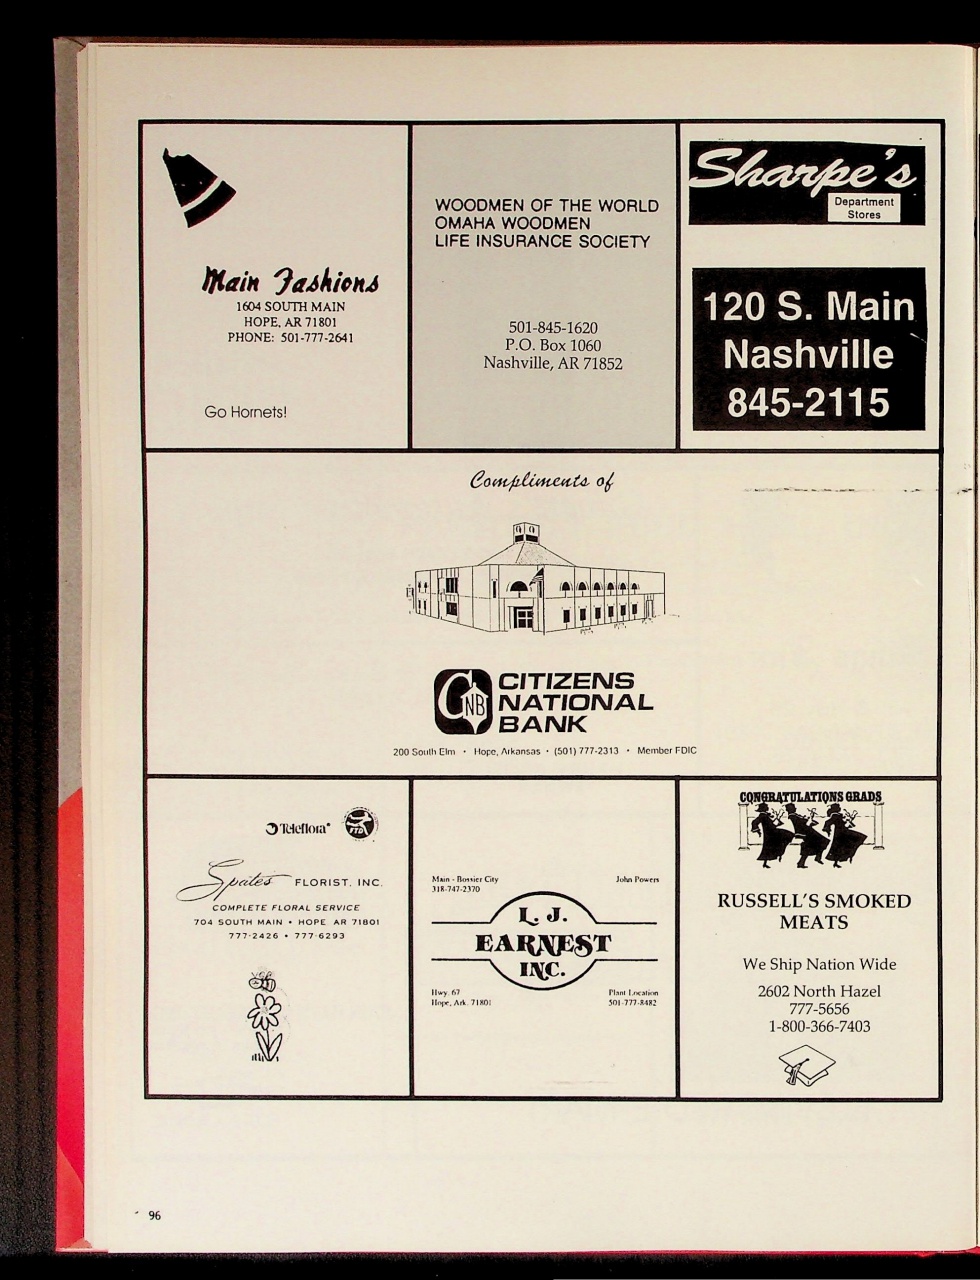 Main Fashions
1604 SOUTH MAIN
HOPE, AR 71801
PHONE: 501-777-2641
Go Hornets!
WOODMEN OF THE WORLD
OMAHA WOODMEN
LIFE INSURANCE SOCIETY
501-845-1620
P.O. Box 1060
Nashville, AR 71852
Sharpe's
Department
Stores
120 S. Main
Nashville
845-2115
Compliments of
CNB
CITIZENS
NATIONAL
BANK
200 South Elm • Hope, Arkansas • (501) 777-2313 • Member FDIC
Teleflora®
FTD
Spates FLORIST, INC.
COMPLETE FLORAL SERVICE
704 SOUTH MAIN • HOPE AR 71801
777-2426 • 777-6293
Main - Bossier City
318-747-2370
John Powers
L. J.
EARNEST
INC.
Hwy. 67
Hope, Ark. 71801
Plant Location
501-777-8482
CONGRATULATIONS GRADS
RUSSELL'S SMOKED
MEATS
We Ship Nation Wide
2602 North Hazel
777-5656
1-800-366-7403
96